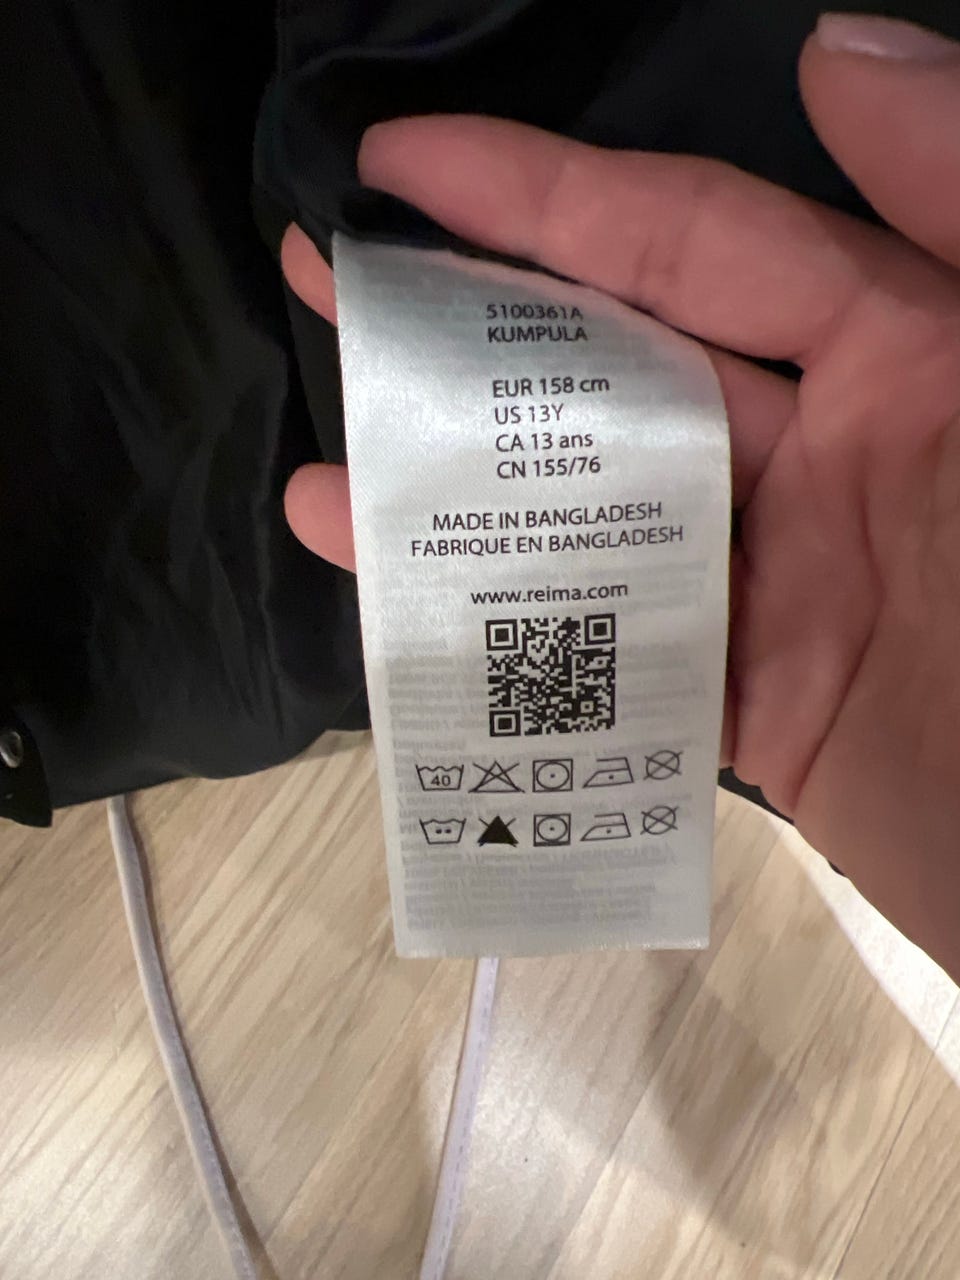 5100361A
KUMPULA
EUR 158 cm
US 13Y
CA 13 ans
CN 155/76
MADE IN BANGLADESH
FABRIQUE EN BANGLADESH
www.reima.com
40